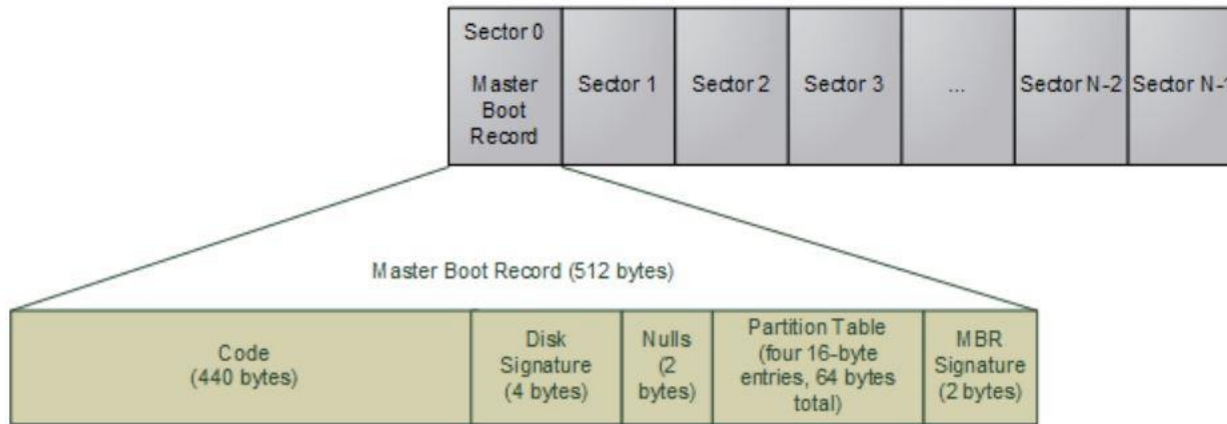 Sector 0
Master
Boot
Record
Sector 1
Sector 2
Sector 3
...
Sector N-2
Sector N-1
Master Boot Record (512 bytes)
Code
(440 bytes)
Disk
Signature
(4 bytes)
Nulls
(2
bytes)
Partition Table
(four 16-byte
entries, 64 bytes
total)
MBR
Signature
(2 bytes)